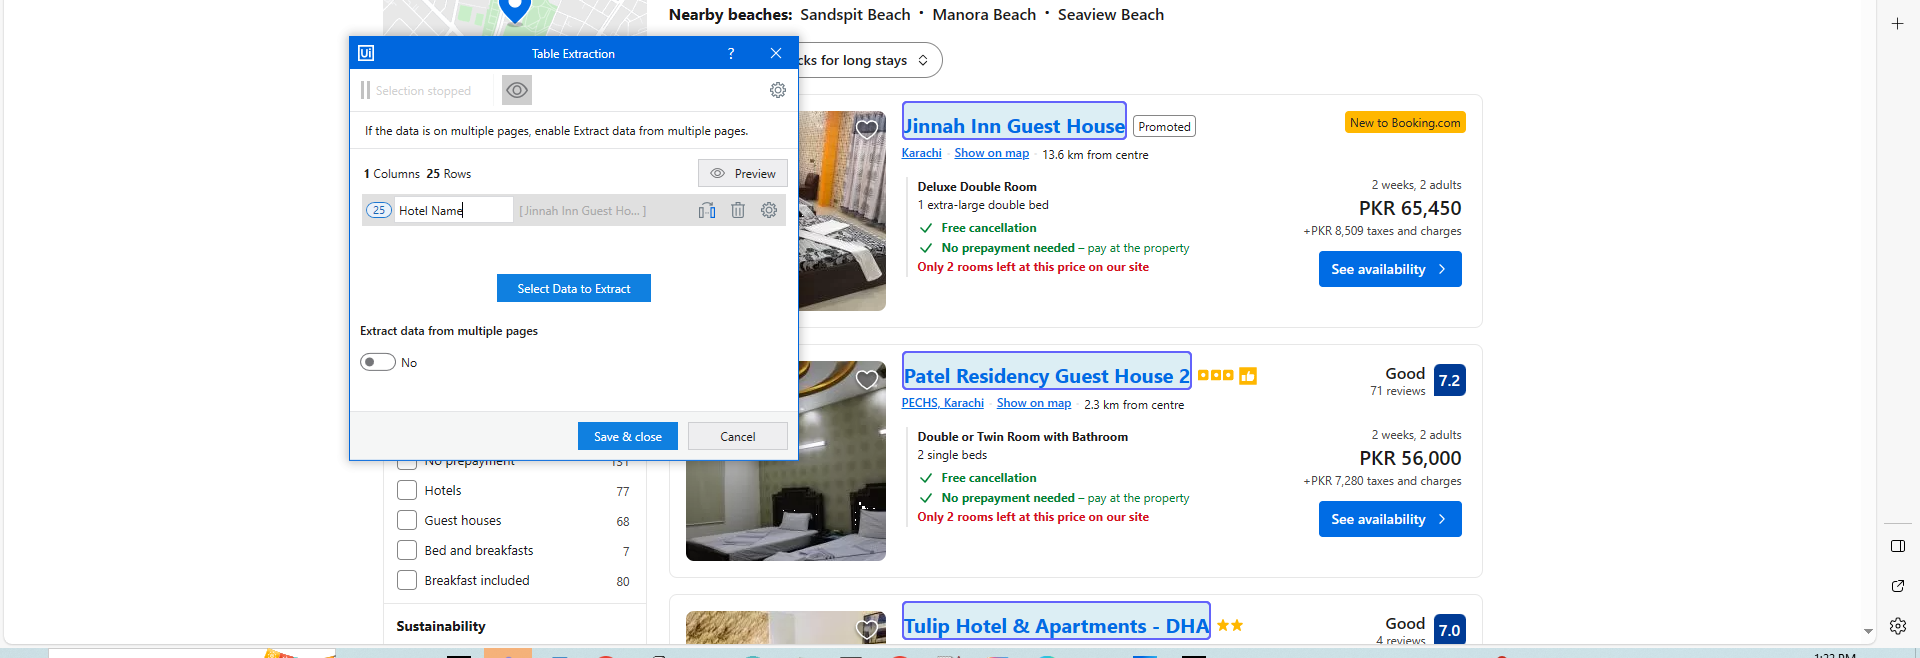 Nearby beaches: Sandspit Beach • Manora Beach • Seaview Beach
Ui Table Extraction ?
cks for long stays
Selection stopped
If the data is on multiple pages, enable Extract data from multiple pages.
1 Columns 25 Rows
Preview
25 Hotel Name [Jinnah Inn Guest Ho... ]
Select Data to Extract
Extract data from multiple pages
No
Save & close Cancel
No prepayment 131
Hotels 77
Guest houses 68
Bed and breakfasts 7
Breakfast included 80
Sustainability
Jinnah Inn Guest House Promoted
New to Booking.com
Karachi Show on map 13.6 km from centre
Deluxe Double Room
1 extra-large double bed
Free cancellation
No prepayment needed – pay at the property
Only 2 rooms left at this price on our site
2 weeks, 2 adults
PKR 65,450
+PKR 8,509 taxes and charges
See availability
Patel Residency Guest House 2
Good
71 reviews
7.2
PECHS, Karachi Show on map 2.3 km from centre
Double or Twin Room with Bathroom
2 single beds
Free cancellation
No prepayment needed – pay at the property
Only 2 rooms left at this price on our site
2 weeks, 2 adults
PKR 56,000
+PKR 7,280 taxes and charges
See availability
Tulip Hotel & Apartments - DHA
Good
4 reviews
7.0